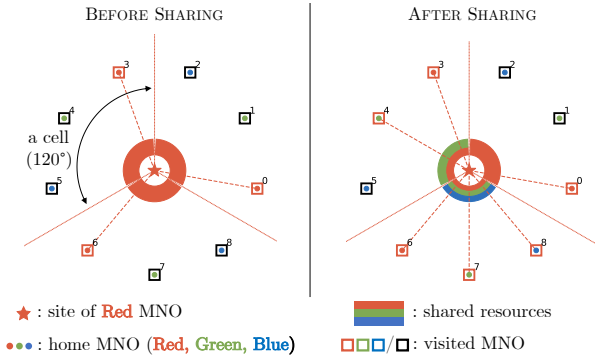 BEFORE SHARING
3
2
4
1
a cell
(120°)
5
0
6
8
7
AFTER SHARING
3
2
4
1
5
0
6
8
7
: site of Red MNO
: home MNO (Red, Green, Blue)
: shared resources
/ : visited MNO